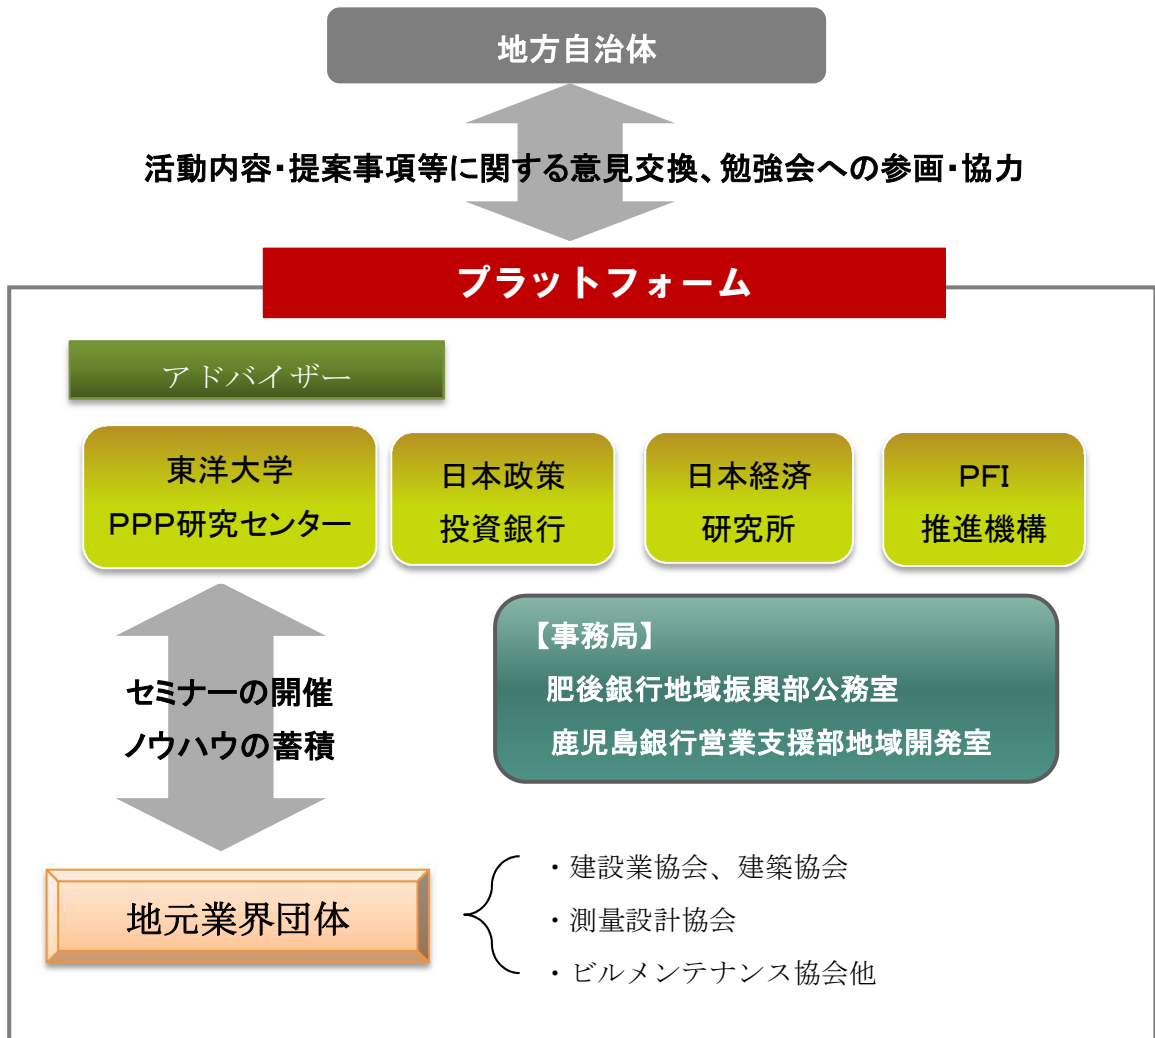 地方自治体
活動内容・提案事項等に関する意見交換、勉強会への参画・協力
プラットフォーム
アドバイザー
東洋大学
PPP研究センター
日本政策
投資銀行
日本経済
研究所
PFI
推進機構
【事務局】
肥後銀行地域振興部公務室
鹿児島銀行営業支援部地域開発室
セミナーの開催
ノウハウの蓄積
地元業界団体
・建設業協会、建築協会
・測量設計協会
・ビルメンテナンス協会他